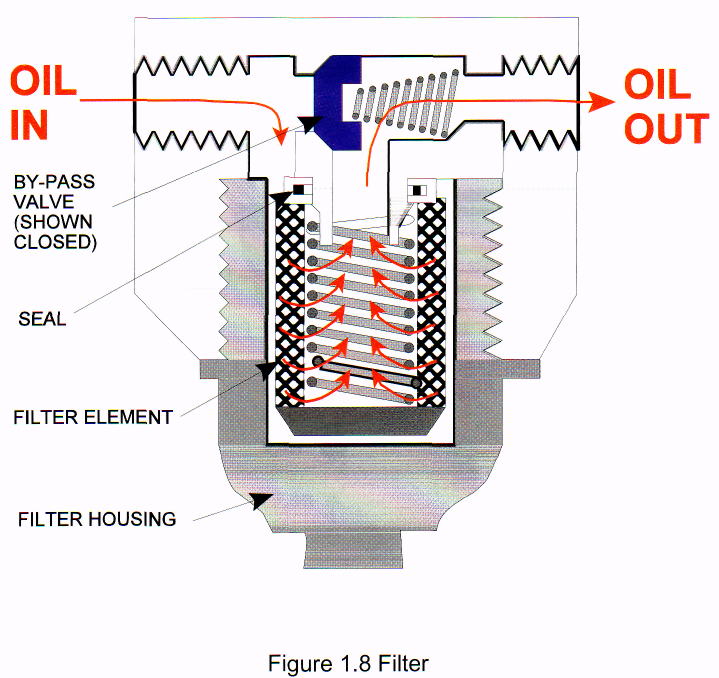 OIL
IN
OIL
OUT
BY-PASS
VALVE
(SHOWN
CLOSED)
SEAL
FILTER ELEMENT
FILTER HOUSING
Figure 1.8 Filter